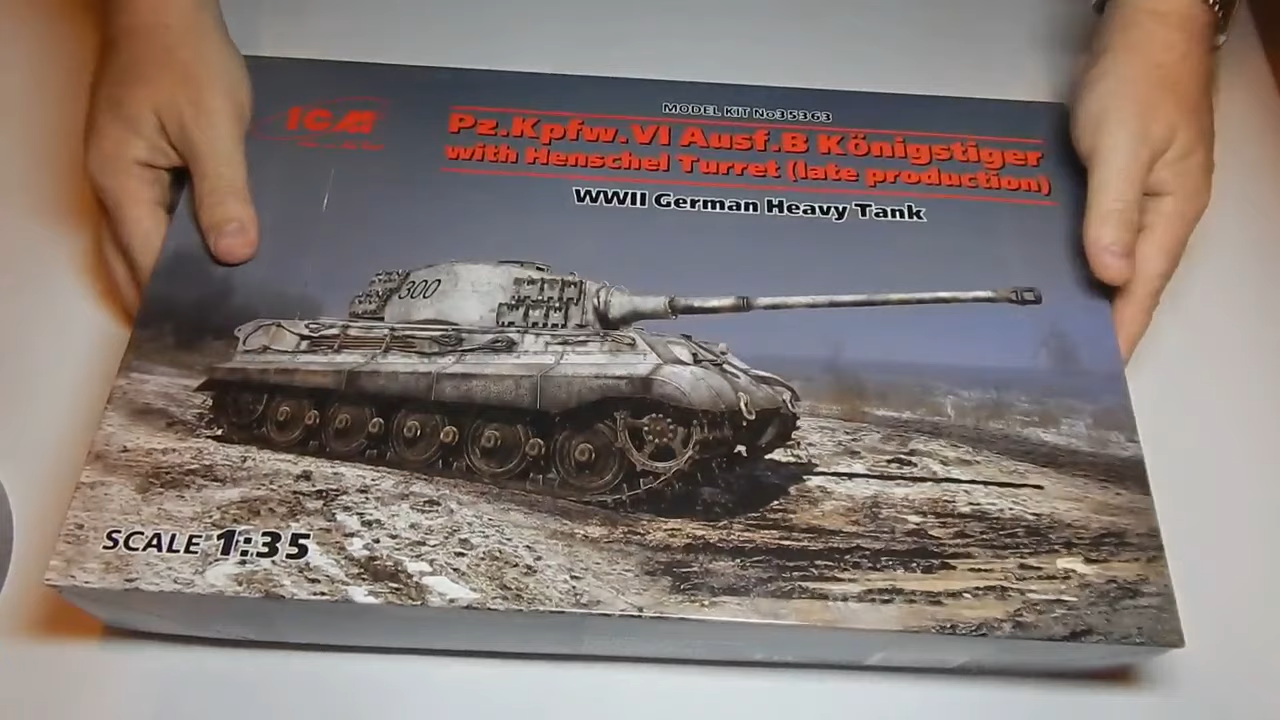 MODEL KIT No35363
ICM
Pz.Kpfw.VI Ausf.B Königstiger
with Henschel Turret (late production)
WWII German Heavy Tank
300
SCALE 1:35